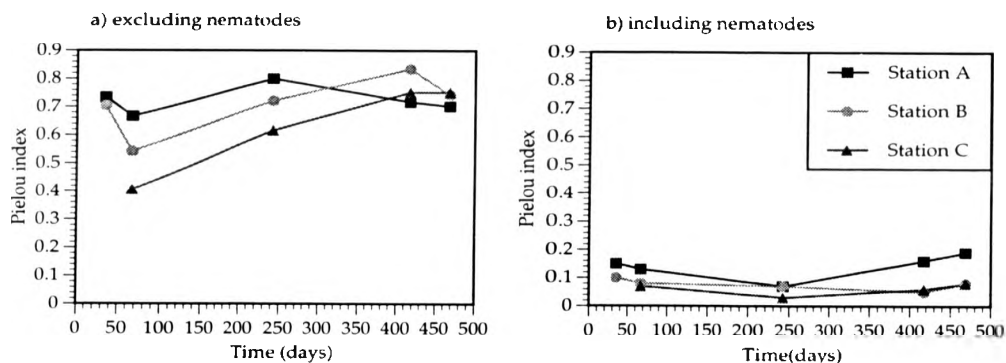 a) excluding nematodes
0.9
0.8
0.7
0.6
0.5
0.4
0.3
0.2
0.1
0
Pielou index
0 50 100 150 200 250 300 350 400 450 500
Time (days)
b) including nematodes
0.9
0.8
0.7
0.6
0.5
0.4
0.3
0.2
0.1
0
Pielou index
0 50 100 150 200 250 300 350 400 450 500
Time(days)
Station A
Station B
Station C